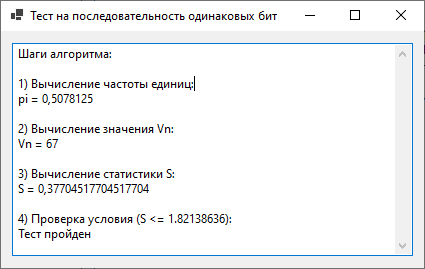 Тест на последовательность одинаковых бит
Шаги алгоритма:
1) Вычисление частоты единиц:
pi = 0,5078125
2) Вычисление значения Vn:
Vn = 67
3) Вычисление статистики S:
S = 0,37704517704517704
4) Проверка условия (S <= 1.82138636):
Тест пройден